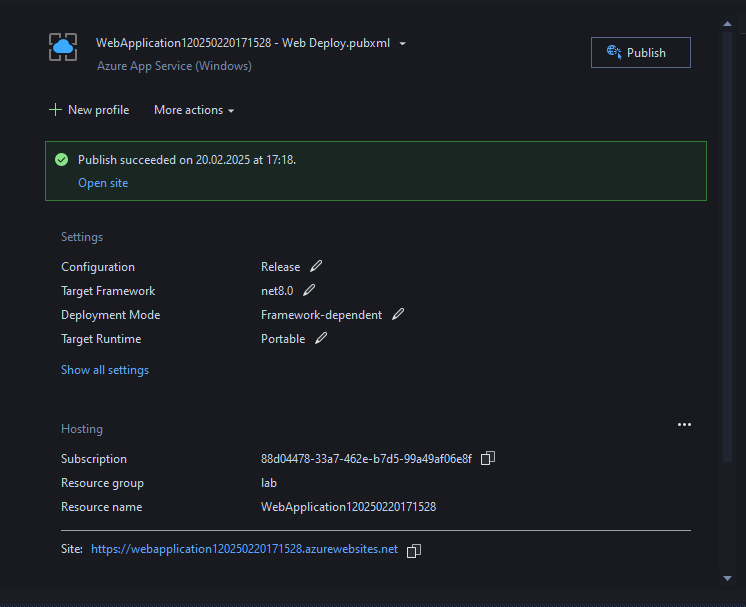 WebApplication120250220171528 - Web Deploy.pubxml
Azure App Service (Windows)
Publish
New profile
More actions
Publish succeeded on 20.02.2025 at 17:18.
Open site
Settings
Configuration Release
Target Framework net8.0
Deployment Mode Framework-dependent
Target Runtime Portable
Show all settings
Hosting
Subscription 88d04478-33a7-462e-b7d5-99a49af06e8f
Resource group lab
Resource name WebApplication120250220171528
Site: https://webapplication120250220171528.azurewebsites.net